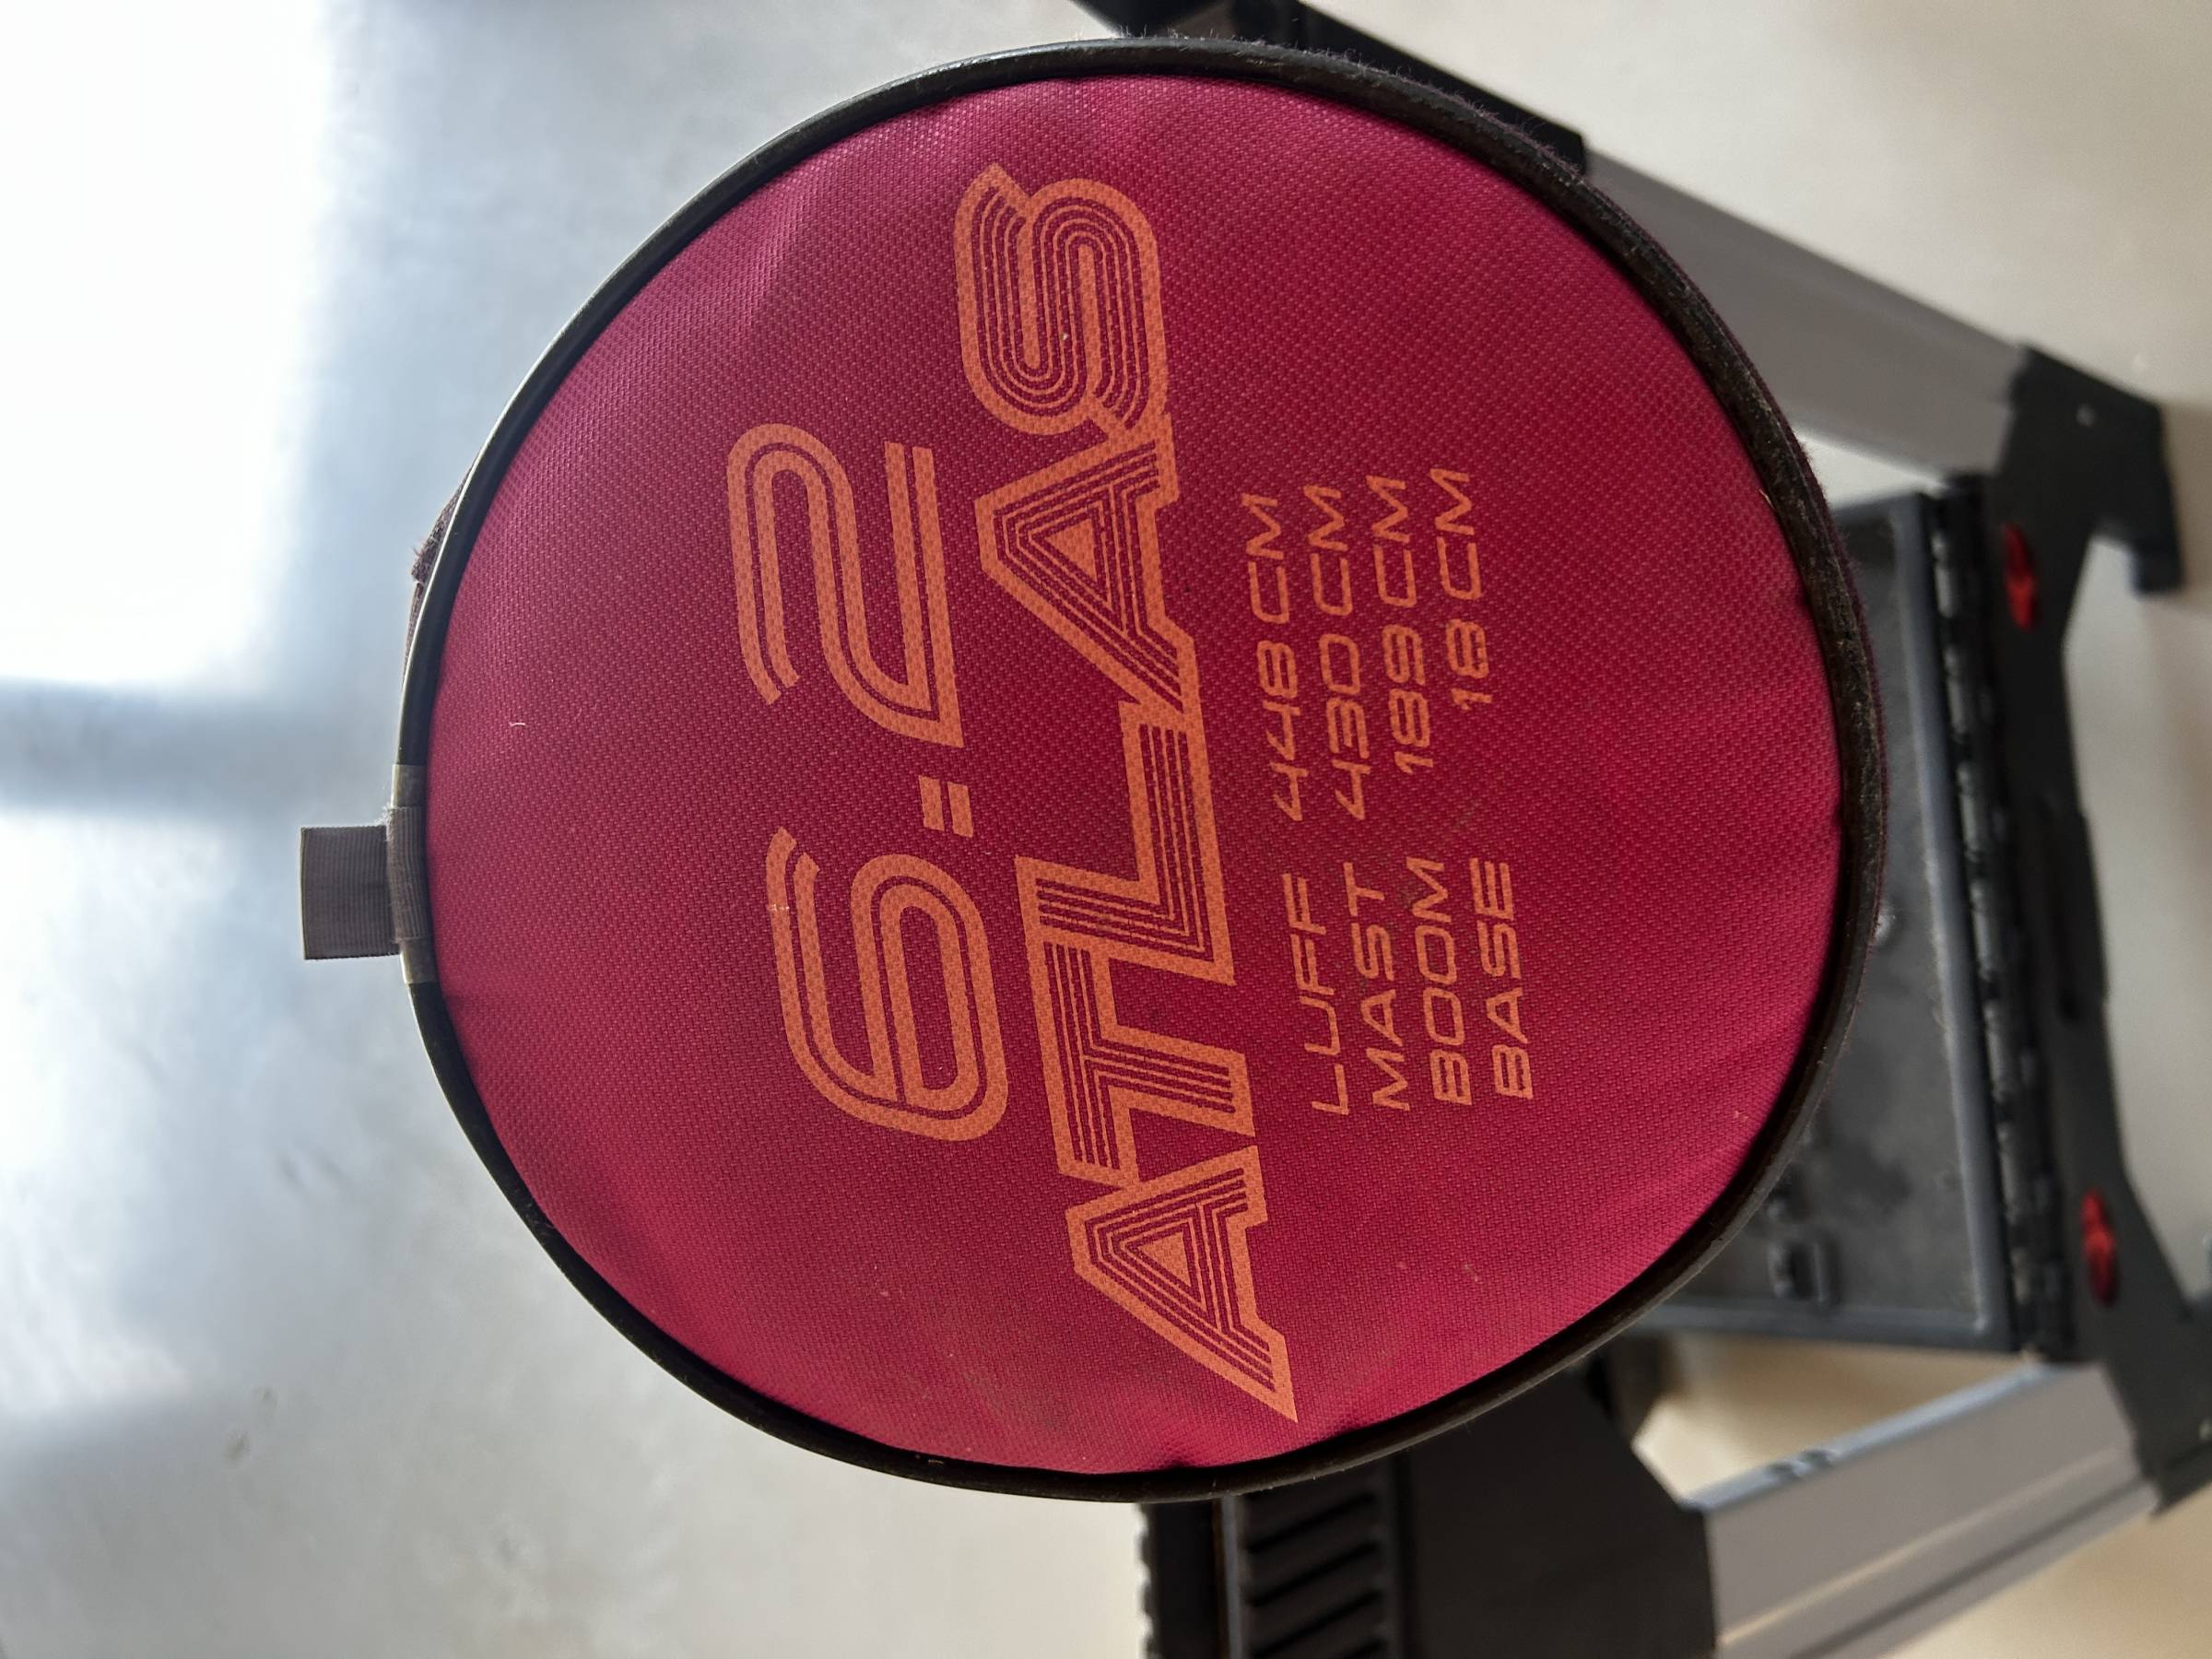 6.2
ATLAS
LUFF 448 CM
MAST 430 CM
BOOM 189 CM
BASE 18 CM